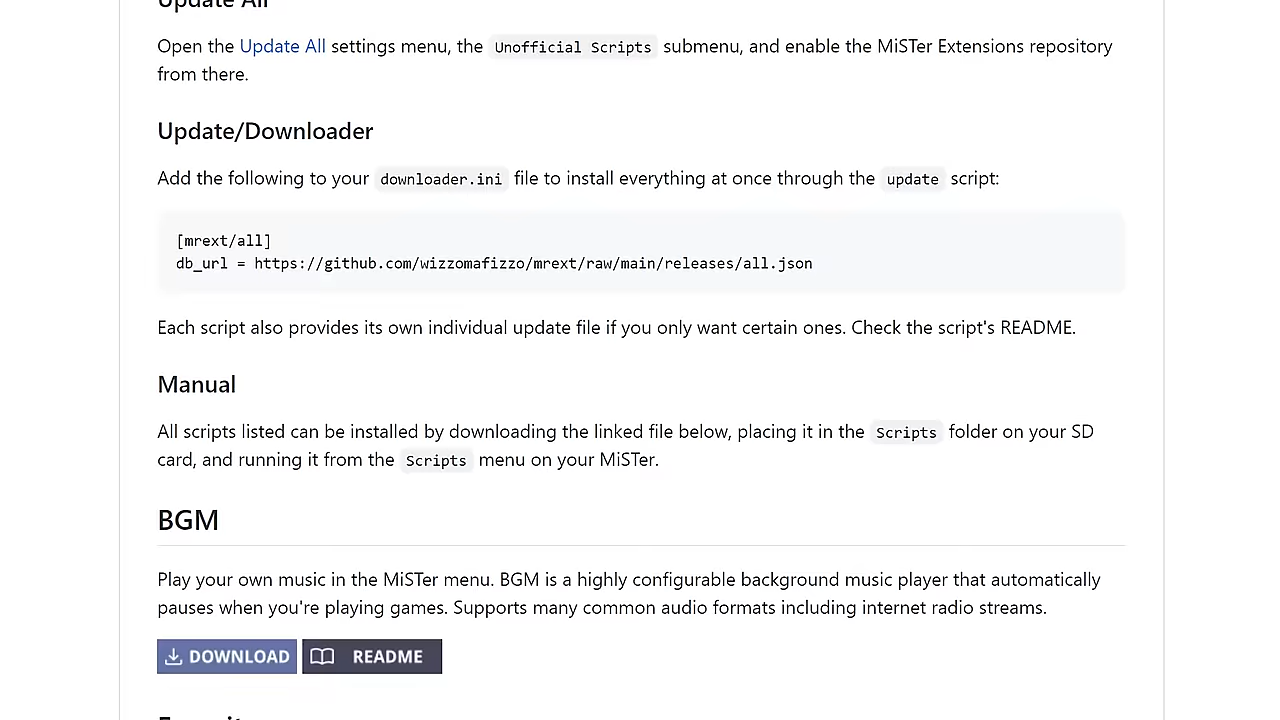 Update All
Open the Update All settings menu, the Unofficial Scripts submenu, and enable the MiSTer Extensions repository
from there.
Update/Downloader
Add the following to your downloader.ini file to install everything at once through the update script:
[mrext/all]
db_url = https://github.com/wizzomafizzo/mrext/raw/main/releases/all.json
Each script also provides its own individual update file if you only want certain ones. Check the script's README.
Manual
All scripts listed can be installed by downloading the linked file below, placing it in the Scripts folder on your SD
card, and running it from the Scripts menu on your MiSTer.
BGM
Play your own music in the MiSTer menu. BGM is a highly configurable background music player that automatically
pauses when you're playing games. Supports many common audio formats including internet radio streams.
DOWNLOAD README